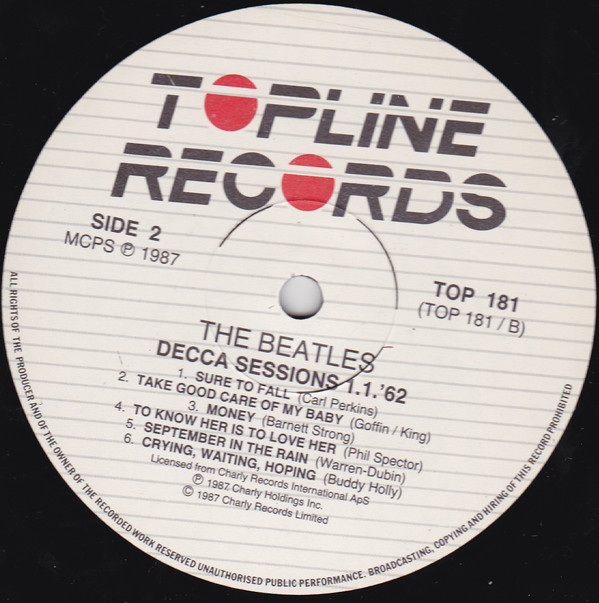 TOPLINE
RECORDS
SIDE 2
MCPS ℗ 1987
TOP 181
(TOP 181 / B)
THE BEATLES
DECCA SESSIONS 1.1.'62
1. SURE TO FALL (Carl Perkins)
2. TAKE GOOD CARE OF MY BABY (Goffin / King)
3. MONEY (Barnett Strong)
4. TO KNOW HER IS TO LOVE HER (Phil Spector)
5. SEPTEMBER IN THE RAIN (Warren-Dubin)
6. CRYING, WAITING, HOPING (Buddy Holly)
Licensed from Charly Records International ApS
℗ 1987 Charly Holdings Inc.
© 1987 Charly Records Limited
ALL RIGHTS OF THE PRODUCER AND OF THE OWNER OF THE RECORDED WORK RESERVED UNAUTHORISED PUBLIC PERFORMANCE. BROADCASTING, COPYING AND HIRING OF THIS RECORD PROHIBITED